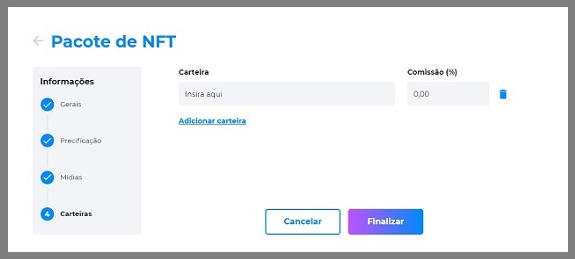 Pacote de NFT
Informações
Gerais
Precificação
Mídias
4 Carteiras
Carteira
Insira aqui
Comissão (%)
0,00
Adicionar carteira
Cancelar
Finalizar